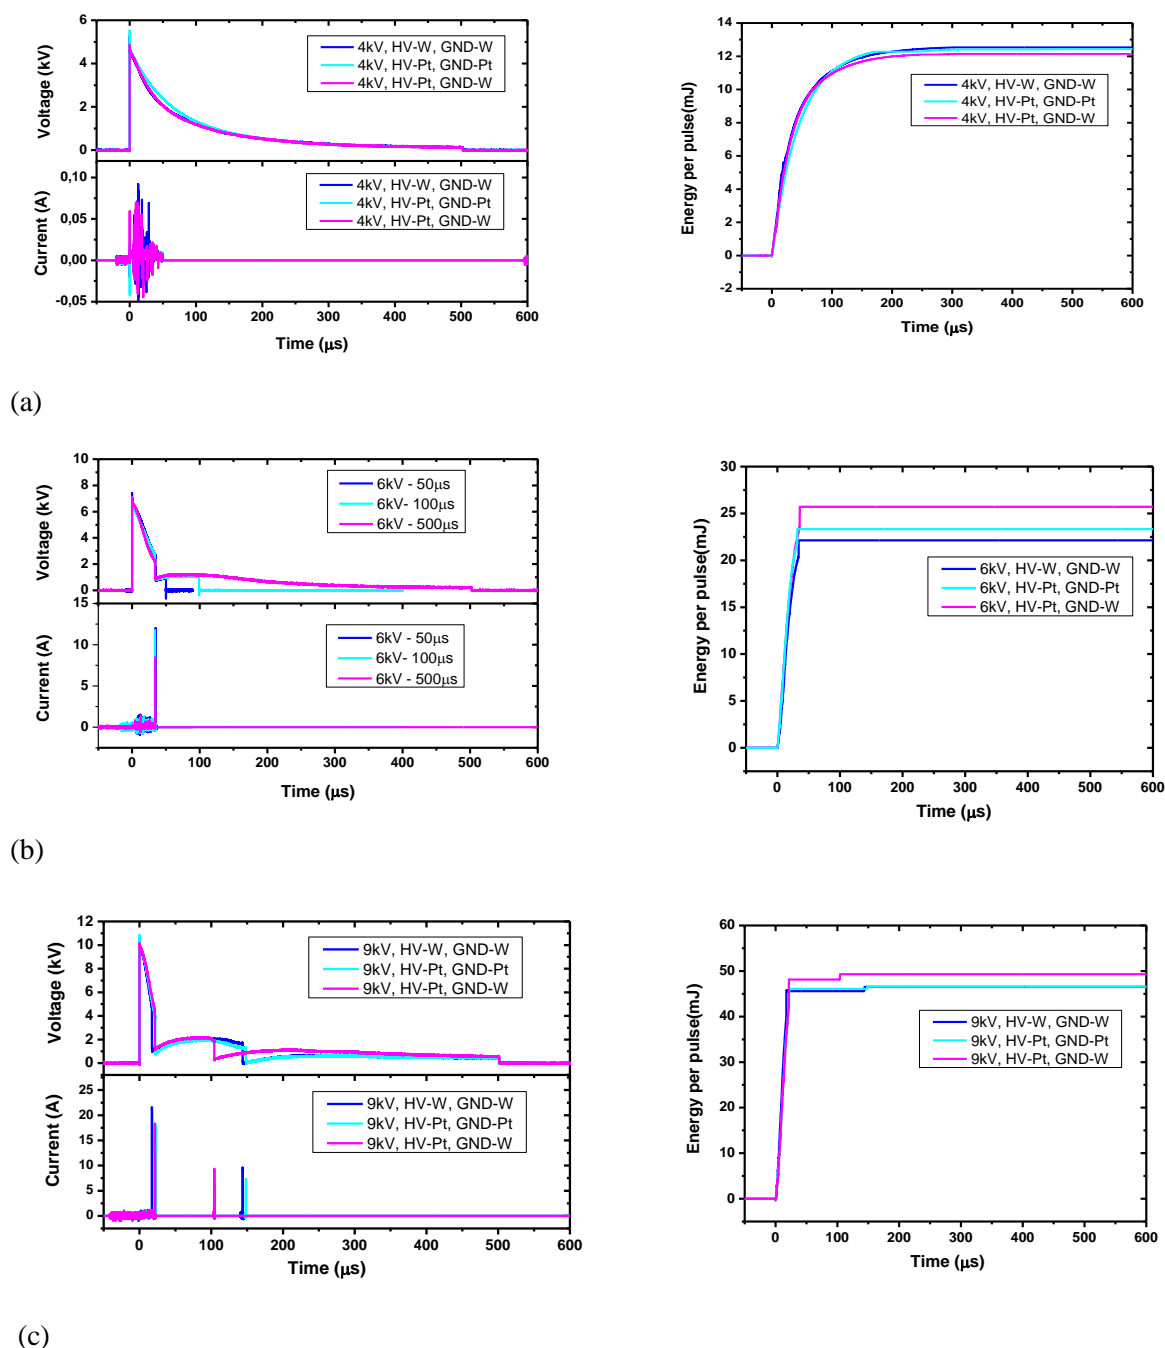 6
4
2
0
Voltage (kV)
4kV, HV-W, GND-W
4kV, HV-Pt, GND-Pt
4kV, HV-Pt, GND-W
0,10
0,05
0,00
-0,05
Current (A)
4kV, HV-W, GND-W
4kV, HV-Pt, GND-Pt
4kV, HV-Pt, GND-W
0 100 200 300 400 500 600
Time (μs)
14
12
10
8
6
4
2
0
-2
Energy per pulse(mJ)
4kV, HV-W, GND-W
4kV, HV-Pt, GND-Pt
4kV, HV-Pt, GND-W
0 100 200 300 400 500 600
Time (μs)
(a)
10
8
6
4
2
0
Voltage (kV)
6kV - 50μs
6kV- 100μs
6kV - 500μs
15
10
5
0
Current (A)
6kV - 50μs
6kV- 100μs
6kV - 500μs
0 100 200 300 400 500 600
Time (μs)
30
25
20
15
10
5
0
Energy per pulse(mJ)
6kV, HV-W, GND-W
6kV, HV-Pt, GND-Pt
6kV, HV-Pt, GND-W
0 100 200 300 400 500 600
Time (μs)
(b)
12
10
8
6
4
2
0
Voltage (kV)
9kV, HV-W, GND-W
9kV, HV-Pt, GND-Pt
9kV, HV-Pt, GND-W
25
20
15
10
5
0
Current (A)
9kV, HV-W, GND-W
9kV, HV-Pt, GND-Pt
9kV, HV-Pt, GND-W
0 100 200 300 400 500 600
Time (μs)
60
50
40
30
20
10
0
Energy per pulse(mJ)
9kV, HV-W, GND-W
9kV, HV-Pt, GND-Pt
9kV, HV-Pt, GND-W
0 100 200 300 400 500 600
Time (μs)
(c)